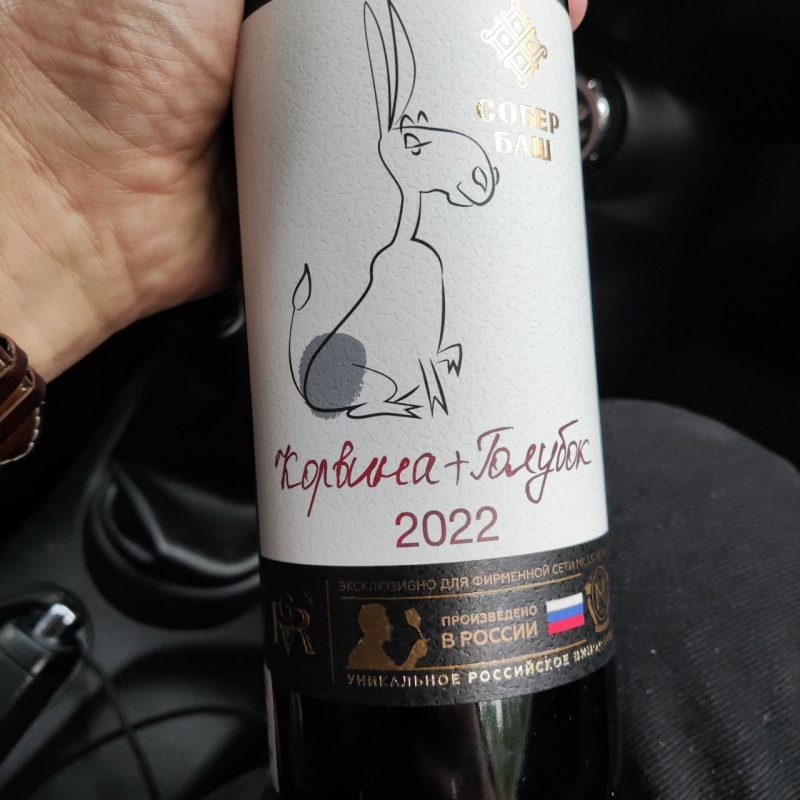 СОБЕР
БАШ
Корвина + Голубок
2022
ЭКСКЛЮЗИВНО ДЛЯ ФИРМЕННОЙ СЕТИ
ПРОИЗВЕДЕНО
В РОССИИ
УНИКАЛЬНОЕ РОССИЙСКОЕ